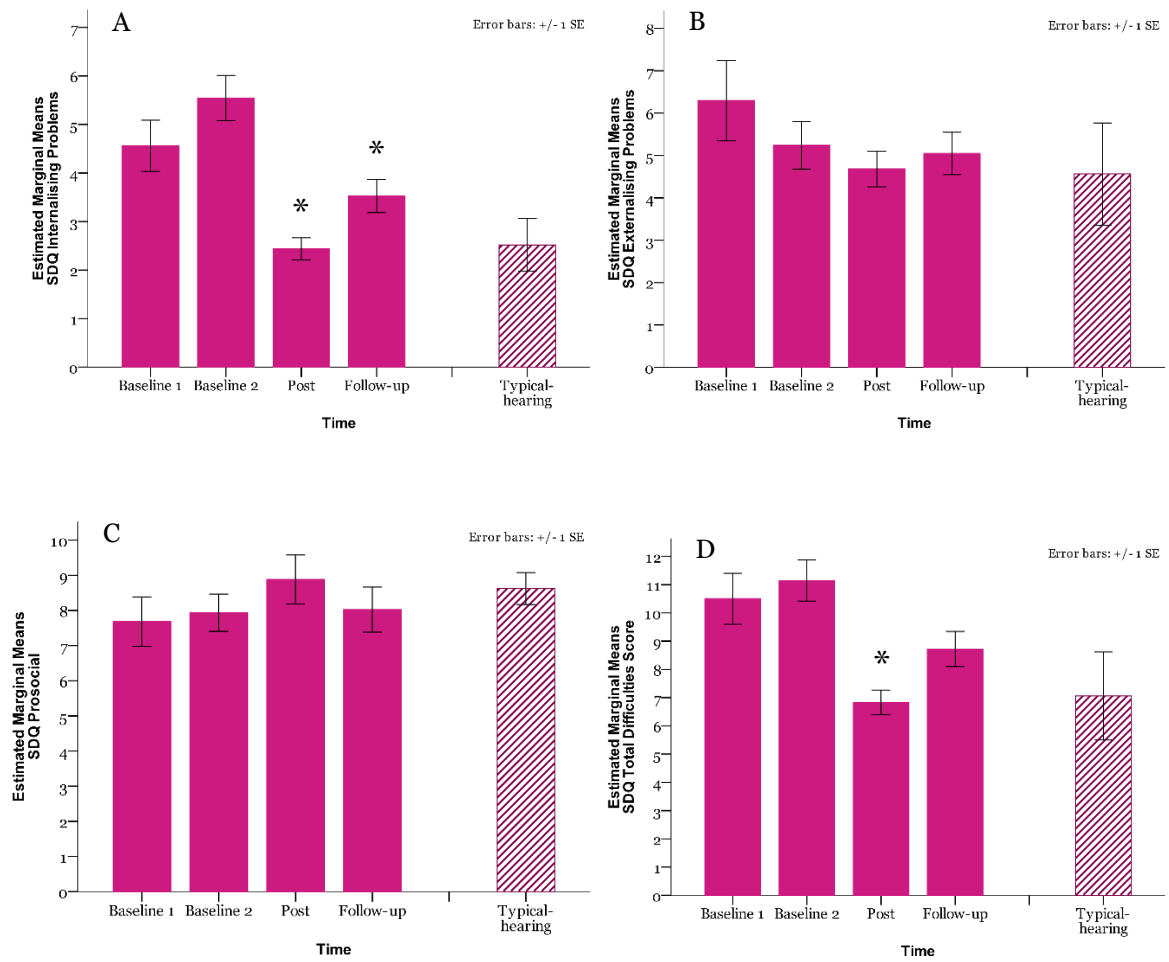 A
Error bars: +/- 1 SE
Estimated Marginal Means
SDQ Internalising Problems
7
6
5
4
3
2
1
0
*
*
Baseline 1 Baseline 2 Post Follow-up Typical-
hearing
Time
B
Error bars: +/- 1 SE
Estimated Marginal Means
SDQ Externalising Problems
8
7
6
5
4
3
2
1
0
Baseline 1 Baseline 2 Post Follow-up Typical-
hearing
Time
C
Error bars: +/- 1 SE
Estimated Marginal Means
SDQ Prosocial
10
9
8
7
6
5
4
3
2
1
0
Baseline 1 Baseline 2 Post Follow-up Typical-
hearing
Time
D
Error bars: +/- 1 SE
Estimated Marginal Means
SDQ Total Difficulties Score
12
11
10
9
8
7
6
5
4
3
2
1
0
*
Baseline 1 Baseline 2 Post Follow-up Typical-
hearing
Time